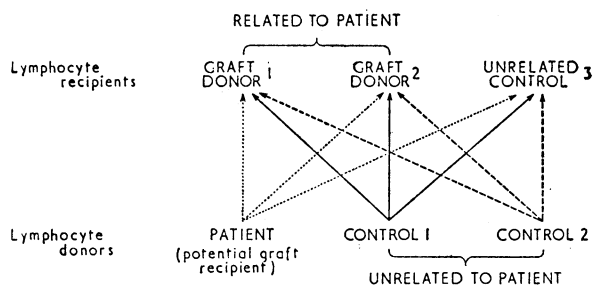 RELATED TO PATIENT
Lymphocyte recipients
GRAFT DONOR 1
GRAFT DONOR 2
UNRELATED CONTROL 3
Lymphocyte donors
PATIENT
(potential graft recipient)
CONTROL 1
CONTROL 2
UNRELATED TO PATIENT